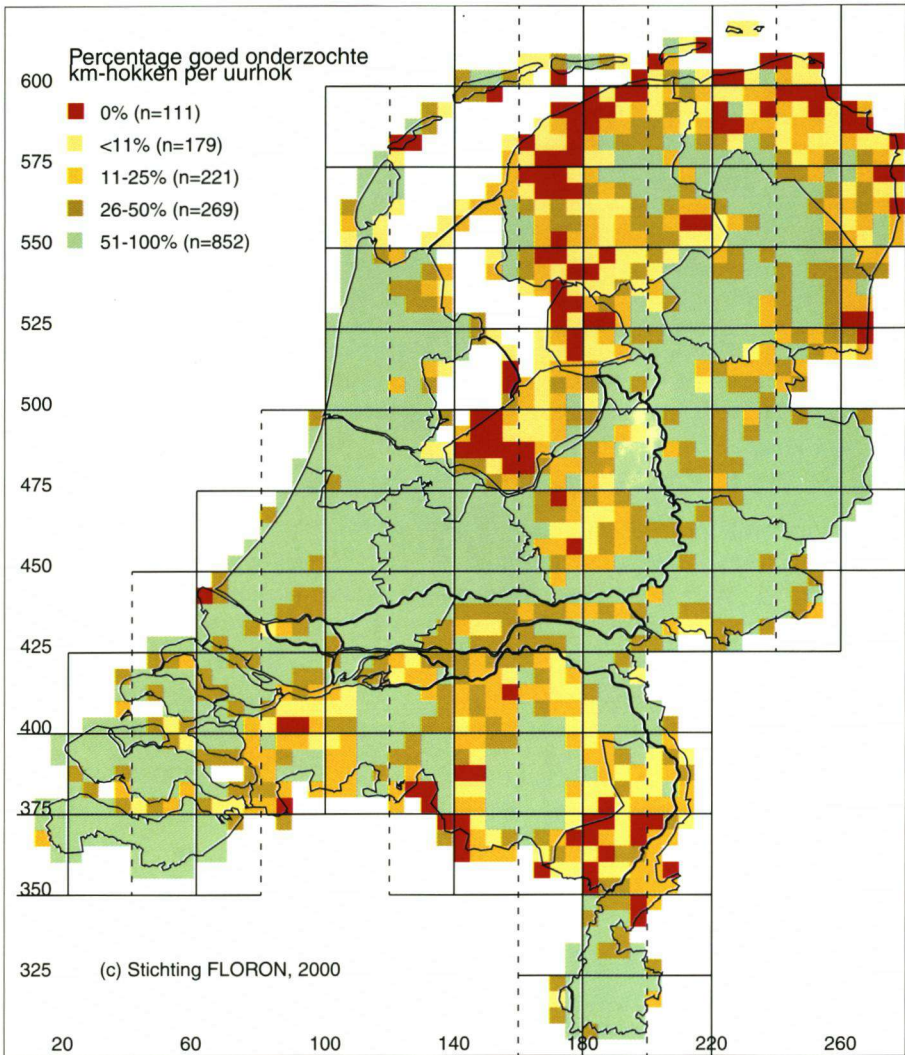 Percentage goed onderzochte
km-hokken per uurhok
0% (n=111)
<11% (n=179)
11-25% (n=221)
26-50% (n=269)
51-100% (n=852)
600
575
550
525
500
475
450
425
400
375
350
325
(c) Stichting FLORON, 2000
20 60 100 140 180 220 260